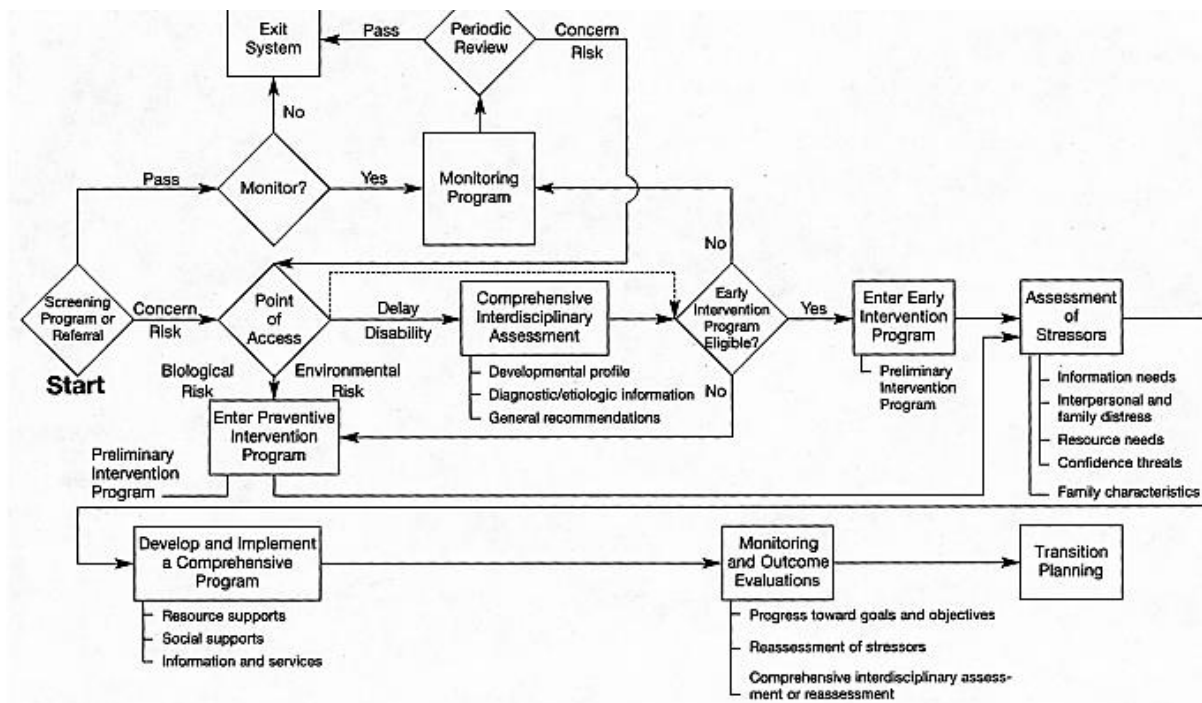 Exit
System
Pass
Periodic
Review
Concern
Risk
No
Pass
Monitor?
Yes
Monitoring
Program
No
Screening
Program or
Referral
Start
Concern
Risk
Point
of
Access
Delay
Disability
Comprehensive
Interdisciplinary
Assessment
Developmental profile
Diagnostic/etiologic information
General recommendations
Early
Intervention
Program
Eligible?
Yes
No
Enter Early
Intervention
Program
Preliminary
Intervention
Program
Assessment
of
Stressors
Information needs
Interpersonal and
family distress
Resource needs
Confidence threats
Family characteristics
Biological
Risk
Environmental
Risk
Enter Preventive
Intervention
Program
Preliminary
Intervention
Program
Develop and Implement
a Comprehensive
Program
Resource supports
Social supports
Information and services
Monitoring
and Outcome
Evaluations
Progress toward goals and objectives
Reassessment of stressors
Comprehensive interdisciplinary assess-
ment or reassessment
Transition
Planning